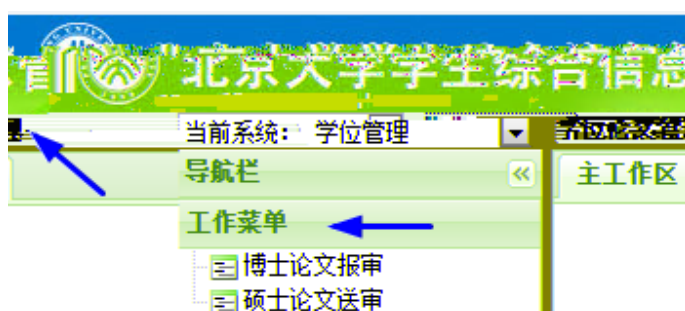 北京大学学生综合信息
当前系统： 学位管理
导航栏
主工作区
工作菜单
博士论文报审
硕士论文送审